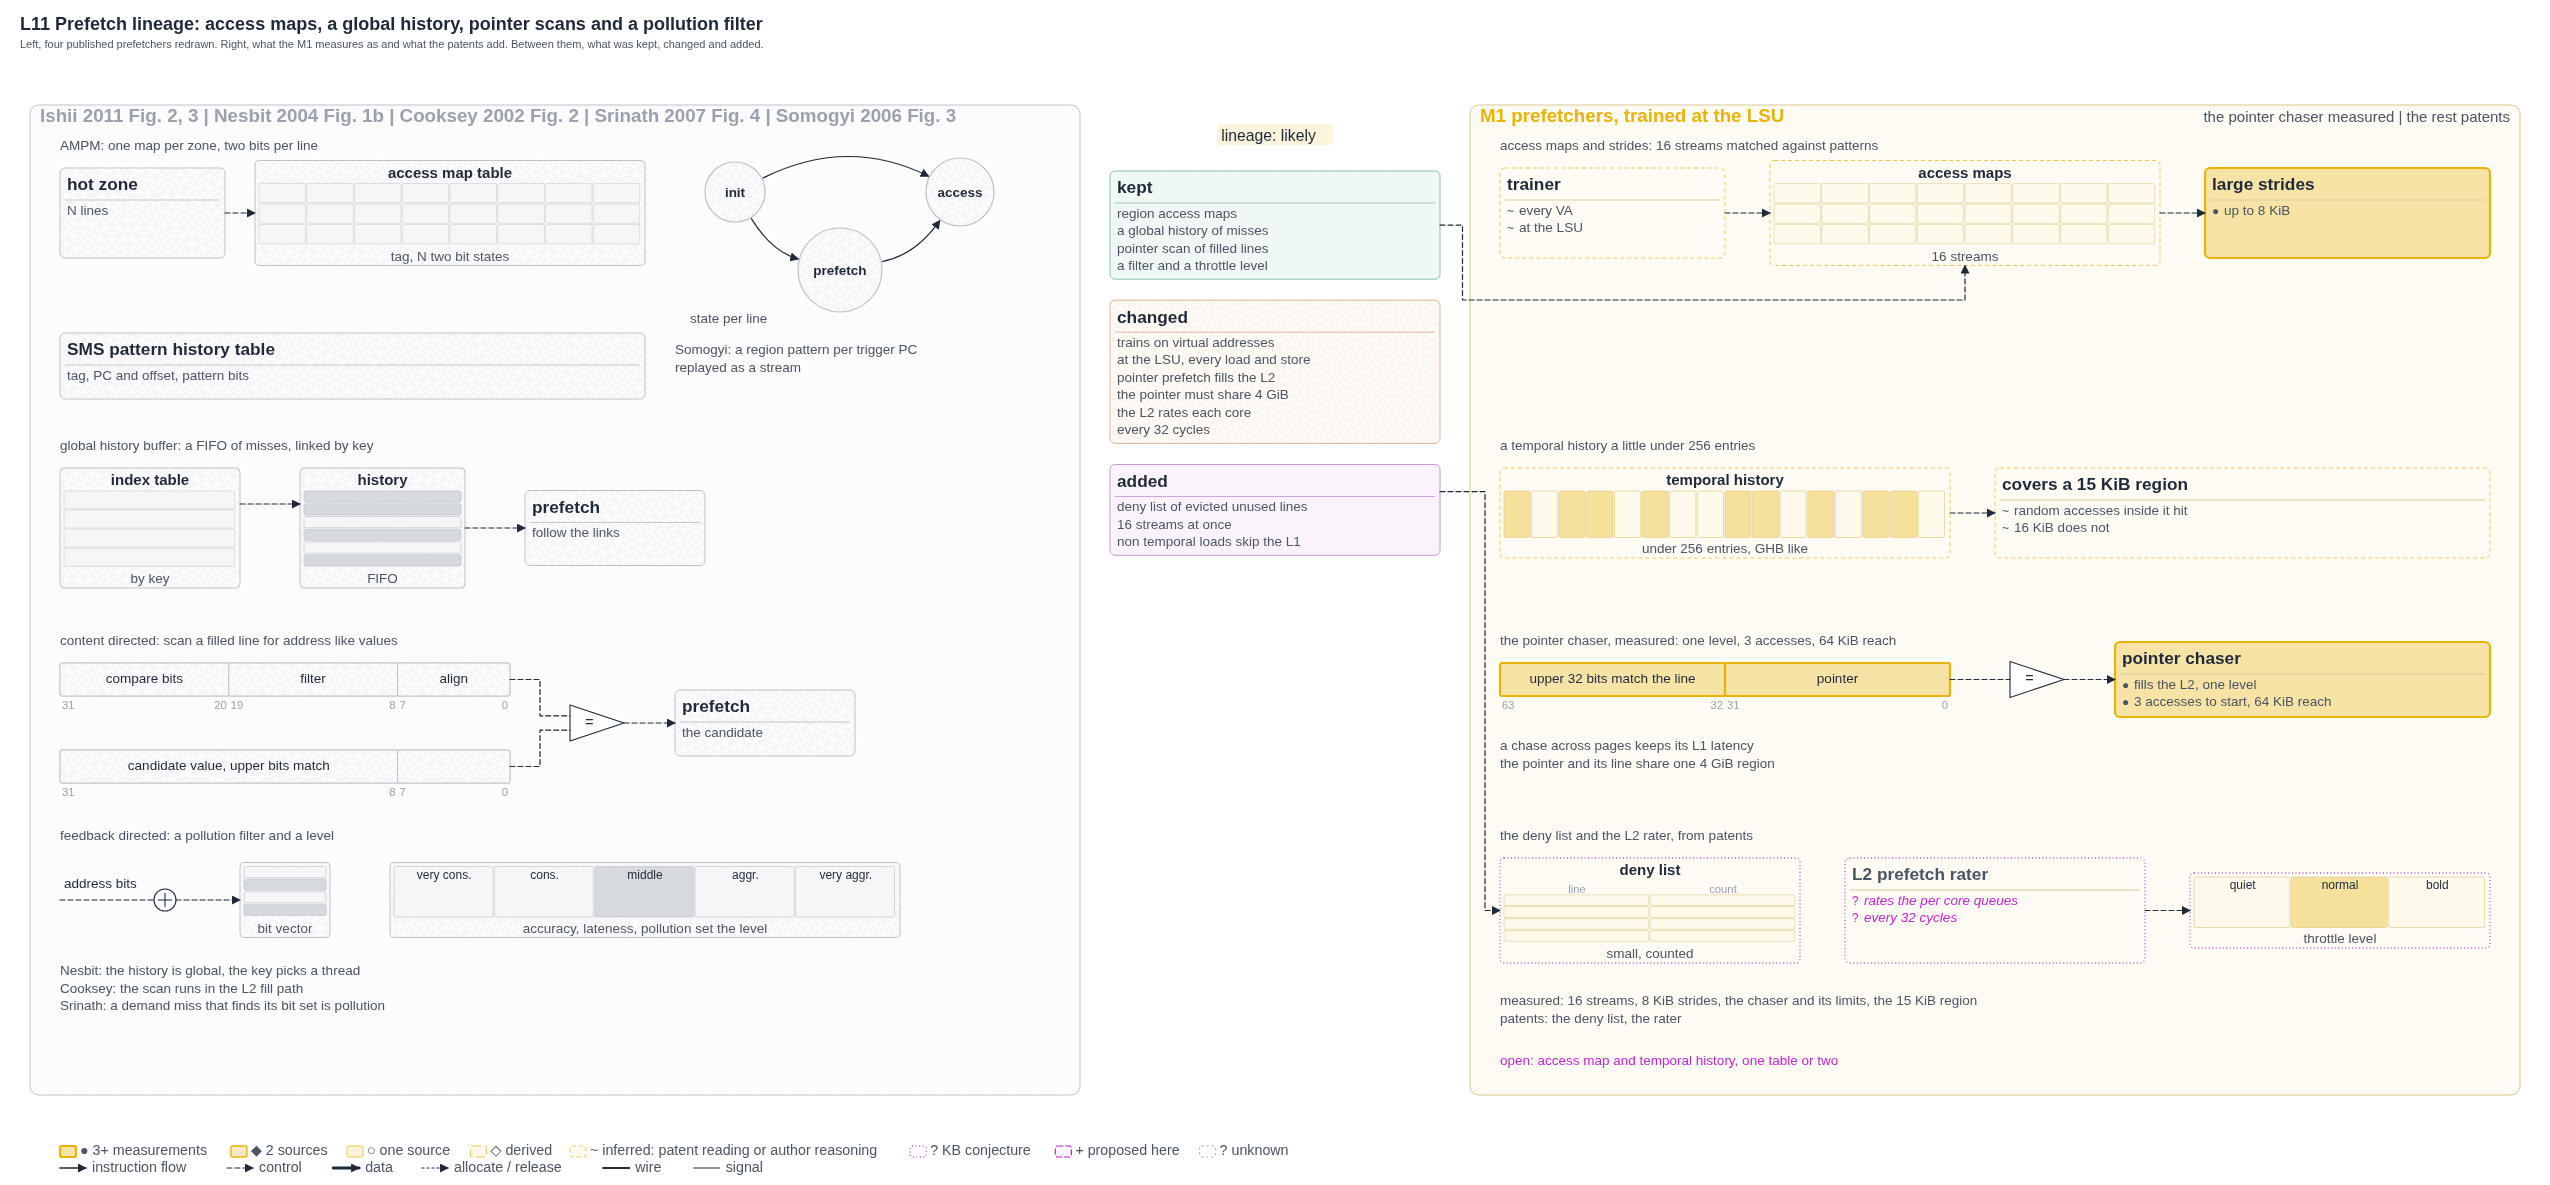 L11 Prefetch lineage: access maps, a global history, pointer scans and a pollution filter
Left, four published prefetchers redrawn. Right, what the M1 measures as and what the patents add. Between them, what was kept, changed and added.
Ishii 2011 Fig. 2, 3 | Nesbit 2004 Fig. 1b | Cooksey 2002 Fig. 2 | Srinath 2007 Fig. 4 | Somogyi 2006 Fig. 3
AMPM: one map per zone, two bits per line
hot zone
N lines
access map table
tag, N two bit states
init
access
prefetch
state per line
SMS pattern history table
tag, PC and offset, pattern bits
Somogyi: a region pattern per trigger PC
replayed as a stream
global history buffer: a FIFO of misses, linked by key
index table
by key
history
FIFO
prefetch
follow the links
content directed: scan a filled line for address like values
compare bits
filter
align
31
20 19
8 7
0
candidate value, upper bits match
31
8 7
0
=
prefetch
the candidate
feedback directed: a pollution filter and a level
address bits
bit vector
very cons.
cons.
middle
aggr.
very aggr.
accuracy, lateness, pollution set the level
Nesbit: the history is global, the key picks a thread
Cooksey: the scan runs in the L2 fill path
Srinath: a demand miss that finds its bit set is pollution
lineage: likely
kept
region access maps
a global history of misses
pointer scan of filled lines
a filter and a throttle level
changed
trains on virtual addresses
at the LSU, every load and store
pointer prefetch fills the L2
the pointer must share 4 GiB
the L2 rates each core
every 32 cycles
added
deny list of evicted unused lines
16 streams at once
non temporal loads skip the L1
M1 prefetchers, trained at the LSU
the pointer chaser measured | the rest patents
access maps and strides: 16 streams matched against patterns
trainer
~ every VA
~ at the LSU
access maps
16 streams
large strides
● up to 8 KiB
a temporal history a little under 256 entries
temporal history
under 256 entries, GHB like
covers a 15 KiB region
~ random accesses inside it hit
~ 16 KiB does not
the pointer chaser, measured: one level, 3 accesses, 64 KiB reach
upper 32 bits match the line
pointer
63
32 31
0
=
pointer chaser
● fills the L2, one level
● 3 accesses to start, 64 KiB reach
a chase across pages keeps its L1 latency
the pointer and its line share one 4 GiB region
the deny list and the L2 rater, from patents
deny list
line
count
small, counted
L2 prefetch rater
? rates the per core queues
? every 32 cycles
quiet
normal
bold
throttle level
measured: 16 streams, 8 KiB strides, the chaser and its limits, the 15 KiB region
patents: the deny list, the rater
open: access map and temporal history, one table or two
● 3+ measurements
◆ 2 sources
○ one source
◇ derived
~ inferred: patent reading or author reasoning
? KB conjecture
+ proposed here
? unknown
instruction flow
control
data
allocate / release
wire
signal